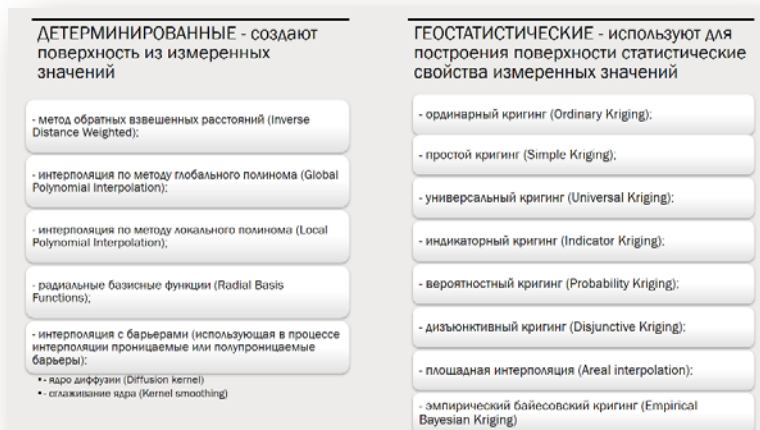 ДЕТЕРМИНИРОВАННЫЕ - создают
поверхность из измеренных
значений
- метод обратных взвешенных расстояний (Inverse
Distance Weighted);
- интерполяция по методу глобального полинома (Global
Polynomial Interpolation);
- интерполяция по методу локального полинома (Local
Polynomial Interpolation);
- радиальные базисные функции (Radial Basis
Functions);
- интерполяция с барьерами (использующая в процессе
интерполяции проницаемые или полупроницаемые
барьеры):
• - ядро диффузии (Diffusion kernel)
• - сглаживание ядра (Kernel smoothing)
ГЕОСТАТИСТИЧЕСКИЕ - используют для
построения поверхности статистические
свойства измеренных значений
- ординарный кригинг (Ordinary Kriging);
- простой кригинг (Simple Kriging);
- универсальный кригинг (Universal Kriging);
- индикаторный кригинг (Indicator Kriging);
- вероятностный кригинг (Probability Kriging);
- дизъюнктивный кригинг (Disjunctive Kriging);
- площадная интерполяция (Areal interpolation);
- эмпирический байесовский кригинг (Empirical
Bayesian Kriging)